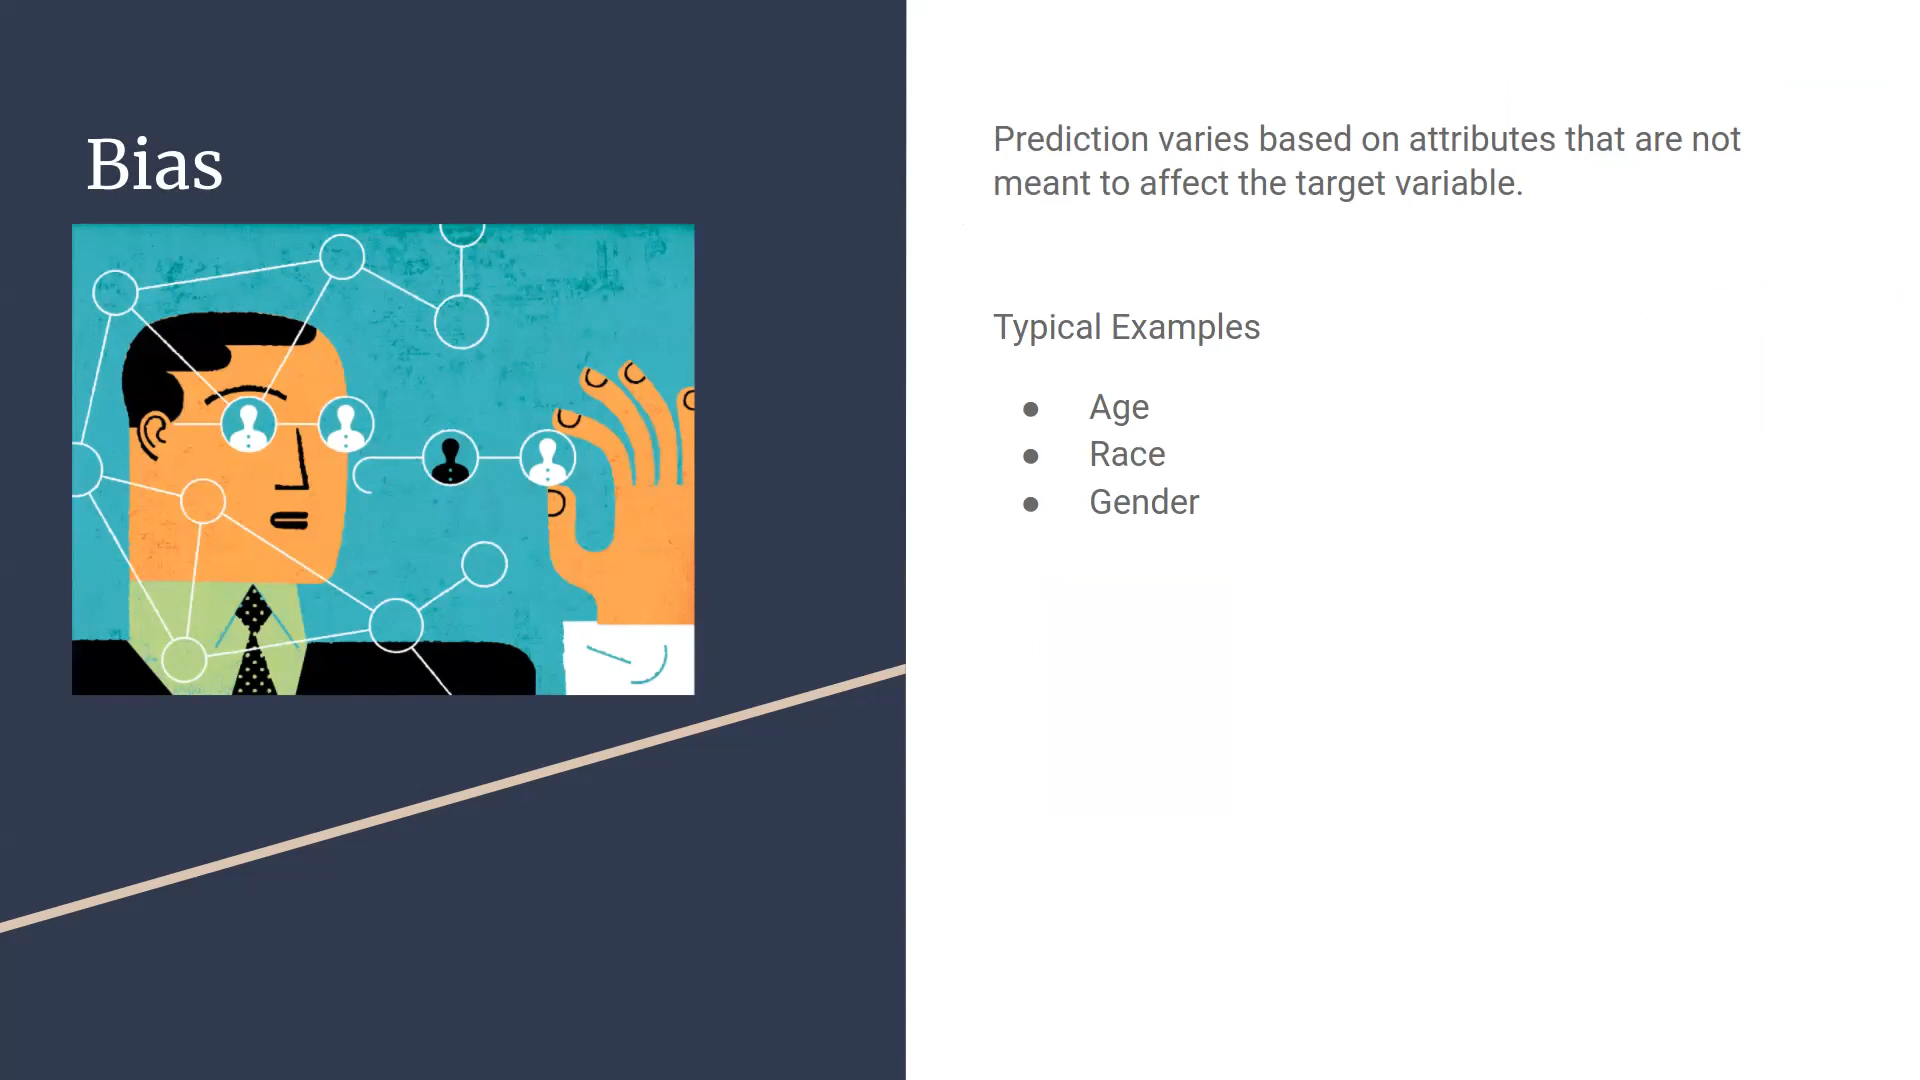 Bias
Prediction varies based on attributes that are not
meant to affect the target variable.
Typical Examples
● Age
● Race
● Gender